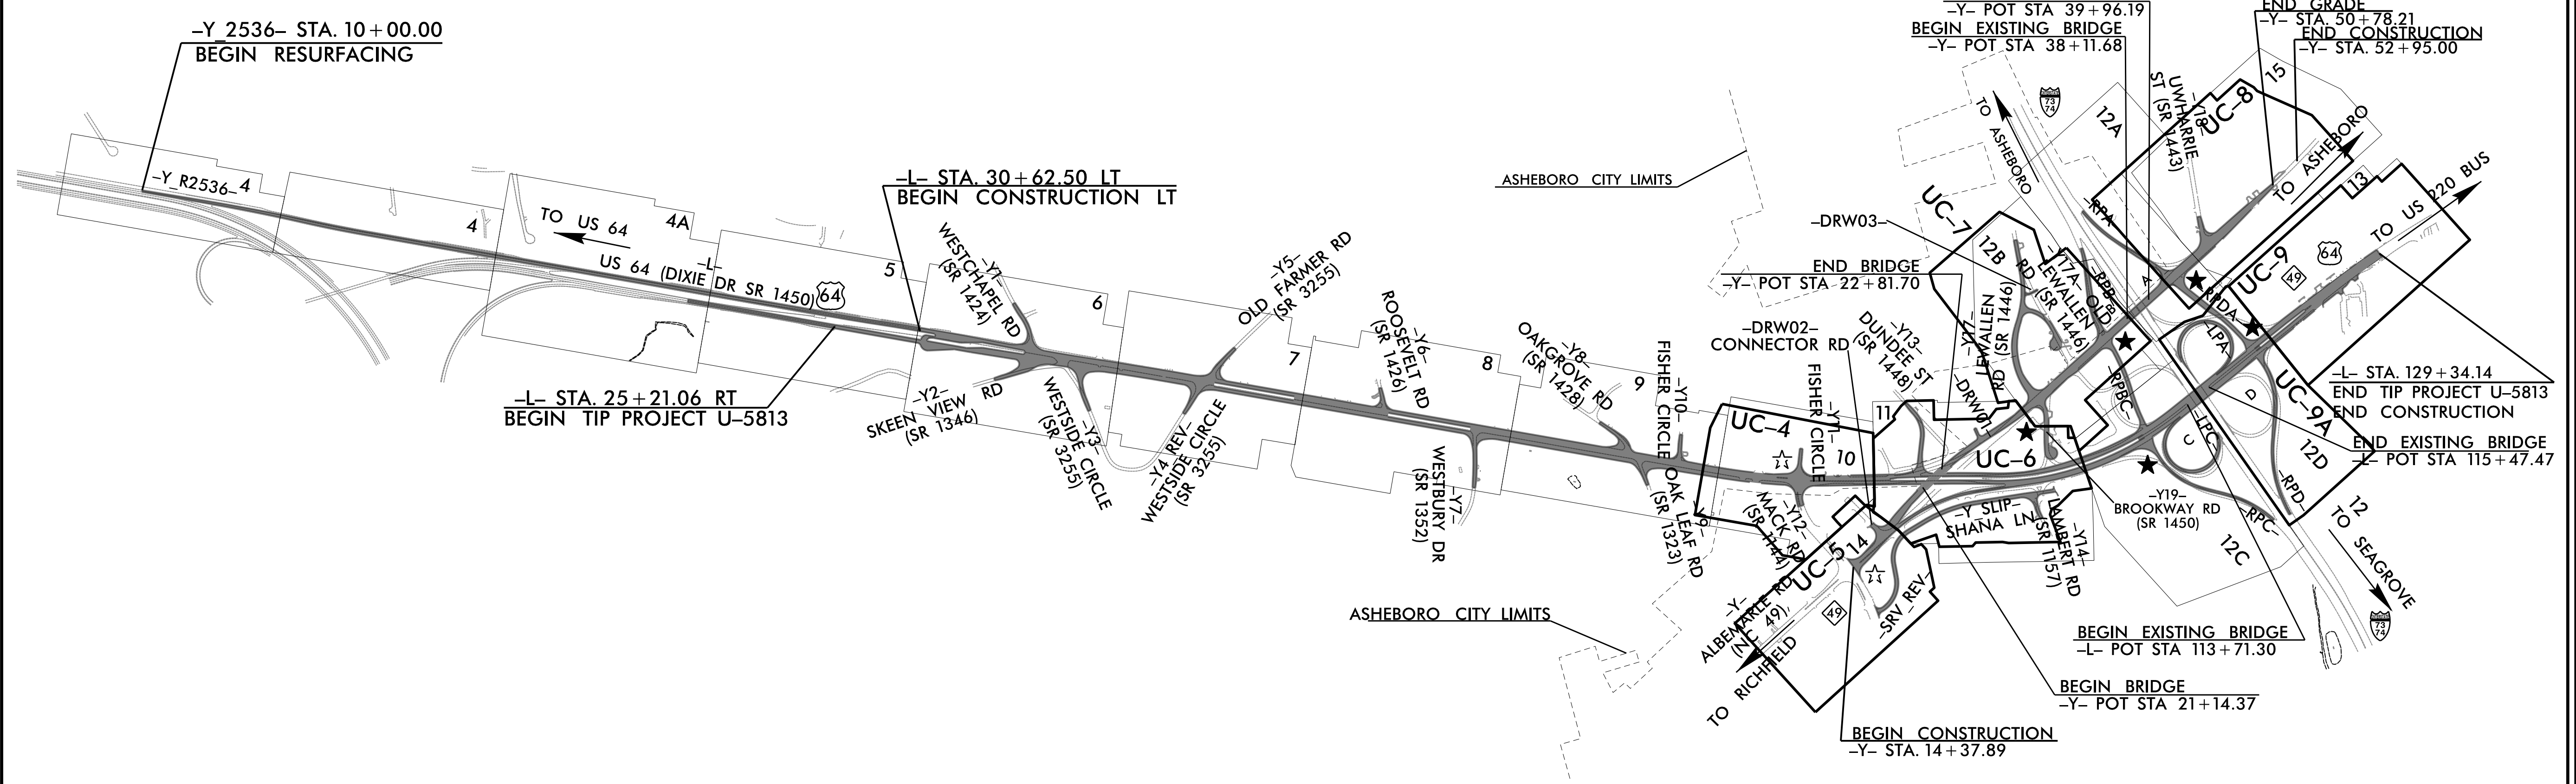 –Y_2536– STA. 10+00.00
BEGIN RESURFACING
–Y_R2536–
4
4
4A
TO US 64
–L–
US 64 (DIXIE DR SR 1450)
64
5
–L– STA. 30+62.50 LT
BEGIN CONSTRUCTION LT
–L– STA. 25+21.06 RT
BEGIN TIP PROJECT U–5813
–Y1–
WESTCHAPEL RD
(SR 1424)
6
–Y2–
SKEEN VIEW RD
(SR 1346)
–Y3–
WESTSIDE CIRCLE
(SR 3255)
–Y4 REV–
WESTSIDE CIRCLE
(SR 3255)
–Y5–
OLD FARMER RD
(SR 3255)
7
–Y6–
ROOSEVELT RD
(SR 1426)
8
–Y7–
WESTBURY DR
(SR 1352)
–Y8–
OAKGROVE RD
(SR 1428)
9
–Y10–
FISHER CIRCLE
–Y9–
OAK LEAF RD
(SR 1323)
ASHEBORO CITY LIMITS
ASHEBORO CITY LIMITS
UC–4
–Y11–
FISHER CIRCLE
10
–Y12–
MACK RD
(SR 1144)
UC–5
14
–Y–
ALBEMARLE RD
(NC 49)
49
TO RICHFIELD
–SRV_REV–
BEGIN CONSTRUCTION
–Y– STA. 14+37.89
–DRW02–
CONNECTOR RD
11
–Y13–
DUNDEE ST
(SR 1448)
–DRW01–
END BRIDGE
–Y– POT STA 22+81.70
–DRW03–
UC–7
12B
–Y17–
LEWALLEN RD
(SR 1446)
–Y17A–
OLD LEWALLEN RD
(SR 1446)
–RPB–
B
A
UC–6
–Y SLIP–
SHANA LN
–Y14–
LAMBERT RD
(SR 1157)
–Y19–
BROOKWAY RD
(SR 1450)
–RPBC–
BEGIN BRIDGE
–Y– POT STA 21+14.37
BEGIN EXISTING BRIDGE
–L– POT STA 113+71.30
–Y– POT STA 39+96.19
BEGIN EXISTING BRIDGE
–Y– POT STA 38+11.68
END GRADE
–Y– STA. 50+78.21
END CONSTRUCTION
–Y– STA. 52+95.00
TO ASHEBORO
73
74
12A
–Y18–
UWHARRIE
ST (SR 1443)
UC–8
15
TO ASHEBORO
–RPA–
13
TO US 220 BUS
64
49
UC–9
–RPDA–
–LPA–
D
C
–LPC–
UC–9A
12D
–RPD–
–RPC–
12C
12
TO SEAGROVE
73
74
–L– STA. 129+34.14
END TIP PROJECT U–5813
END CONSTRUCTION
END EXISTING BRIDGE
–L– POT STA 115+47.47